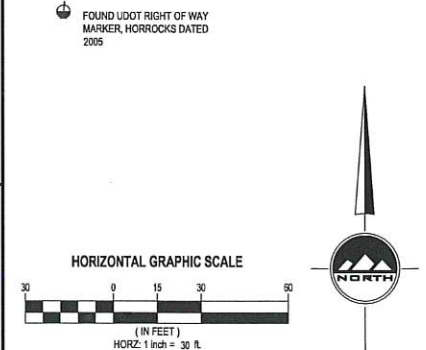 FOUND UDOT RIGHT OF WAY
MARKER, HORROCKS DATED
2005
HORIZONTAL GRAPHIC SCALE
30 0 15 30 60
( IN FEET )
HORZ: 1 inch = 30 ft.
NORTH